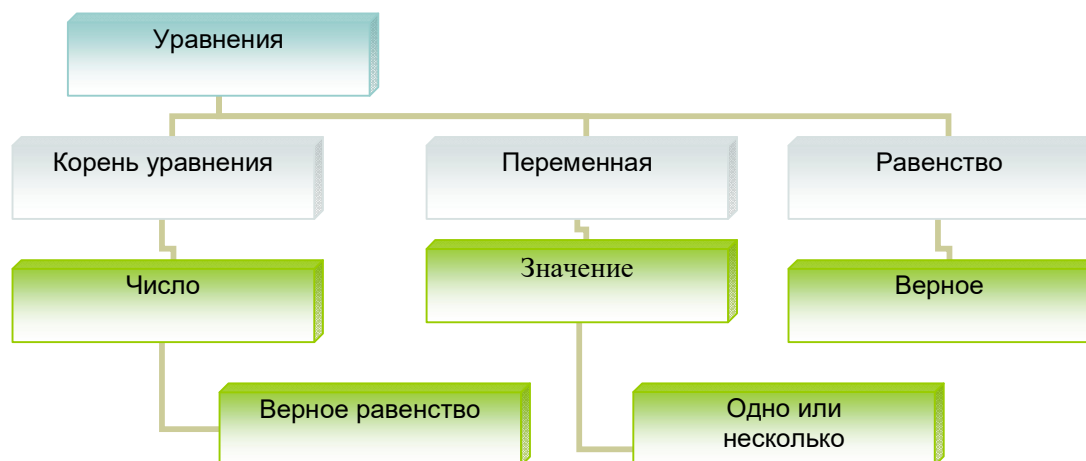 Уравнения
Корень уравнения
Переменная
Равенство
Число
Значение
Верное
Верное равенство
Одно или
несколько